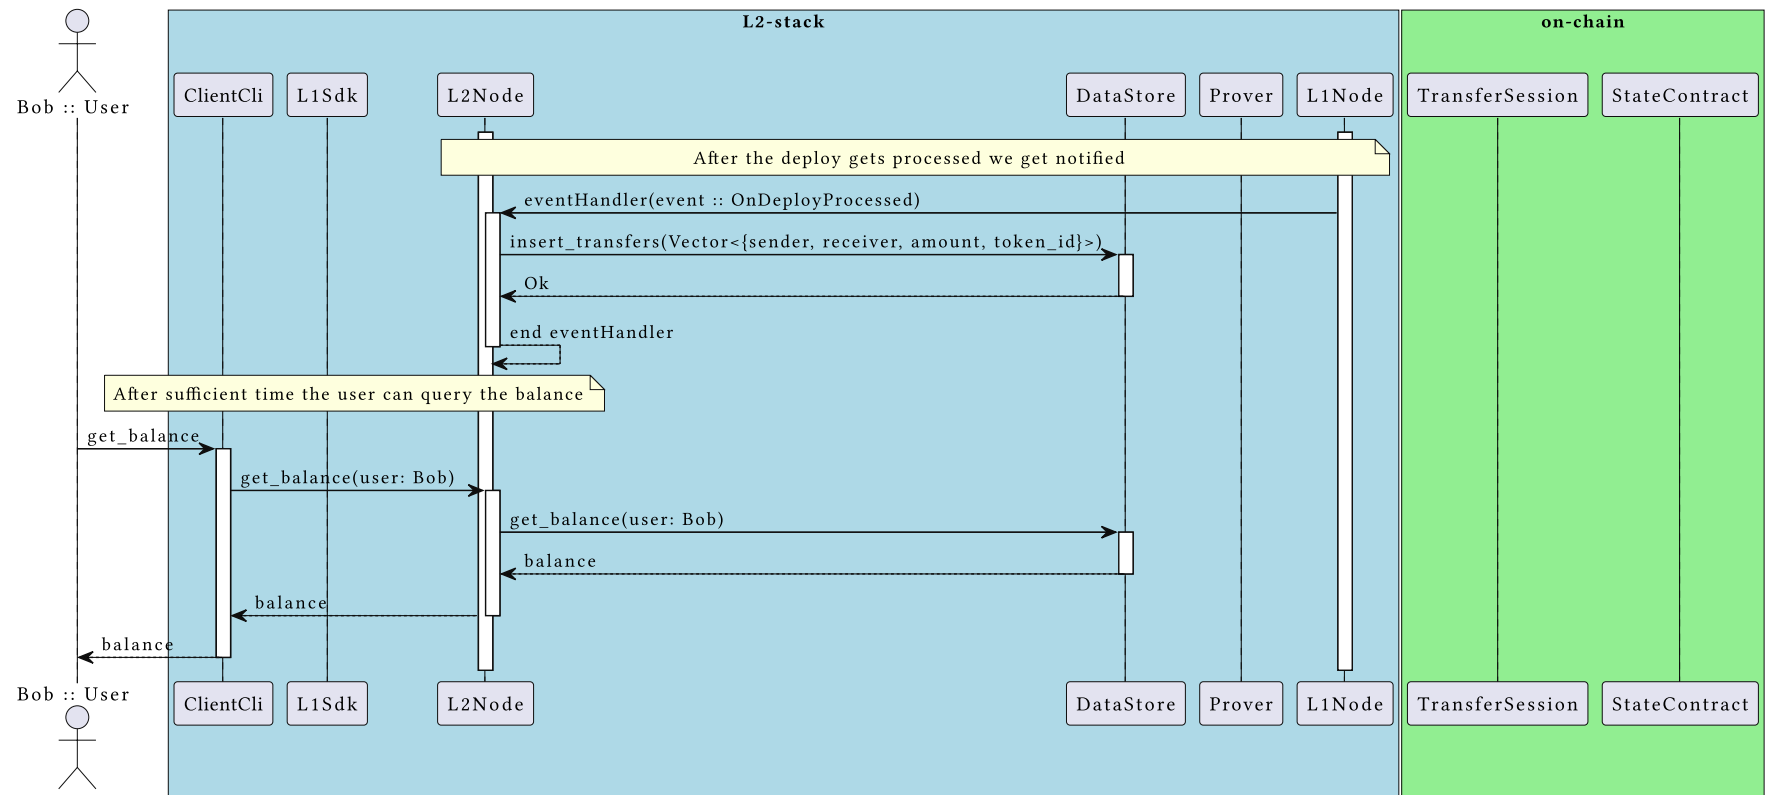 L2-stack
on-chain
Bob :: User
ClientCli
L1Sdk
L2Node
DataStore
Prover
L1Node
TransferSession
StateContract
After the deploy gets processed we get notified
eventHandler(event :: OnDeployProcessed)
insert_transfers(Vector<{sender, receiver, amount, token_id}>)
Ok
end eventHandler
After sufficient time the user can query the balance
get_balance
get_balance(user: Bob)
get_balance(user: Bob)
balance
balance
balance
Bob :: User
ClientCli
L1Sdk
L2Node
DataStore
Prover
L1Node
TransferSession
StateContract